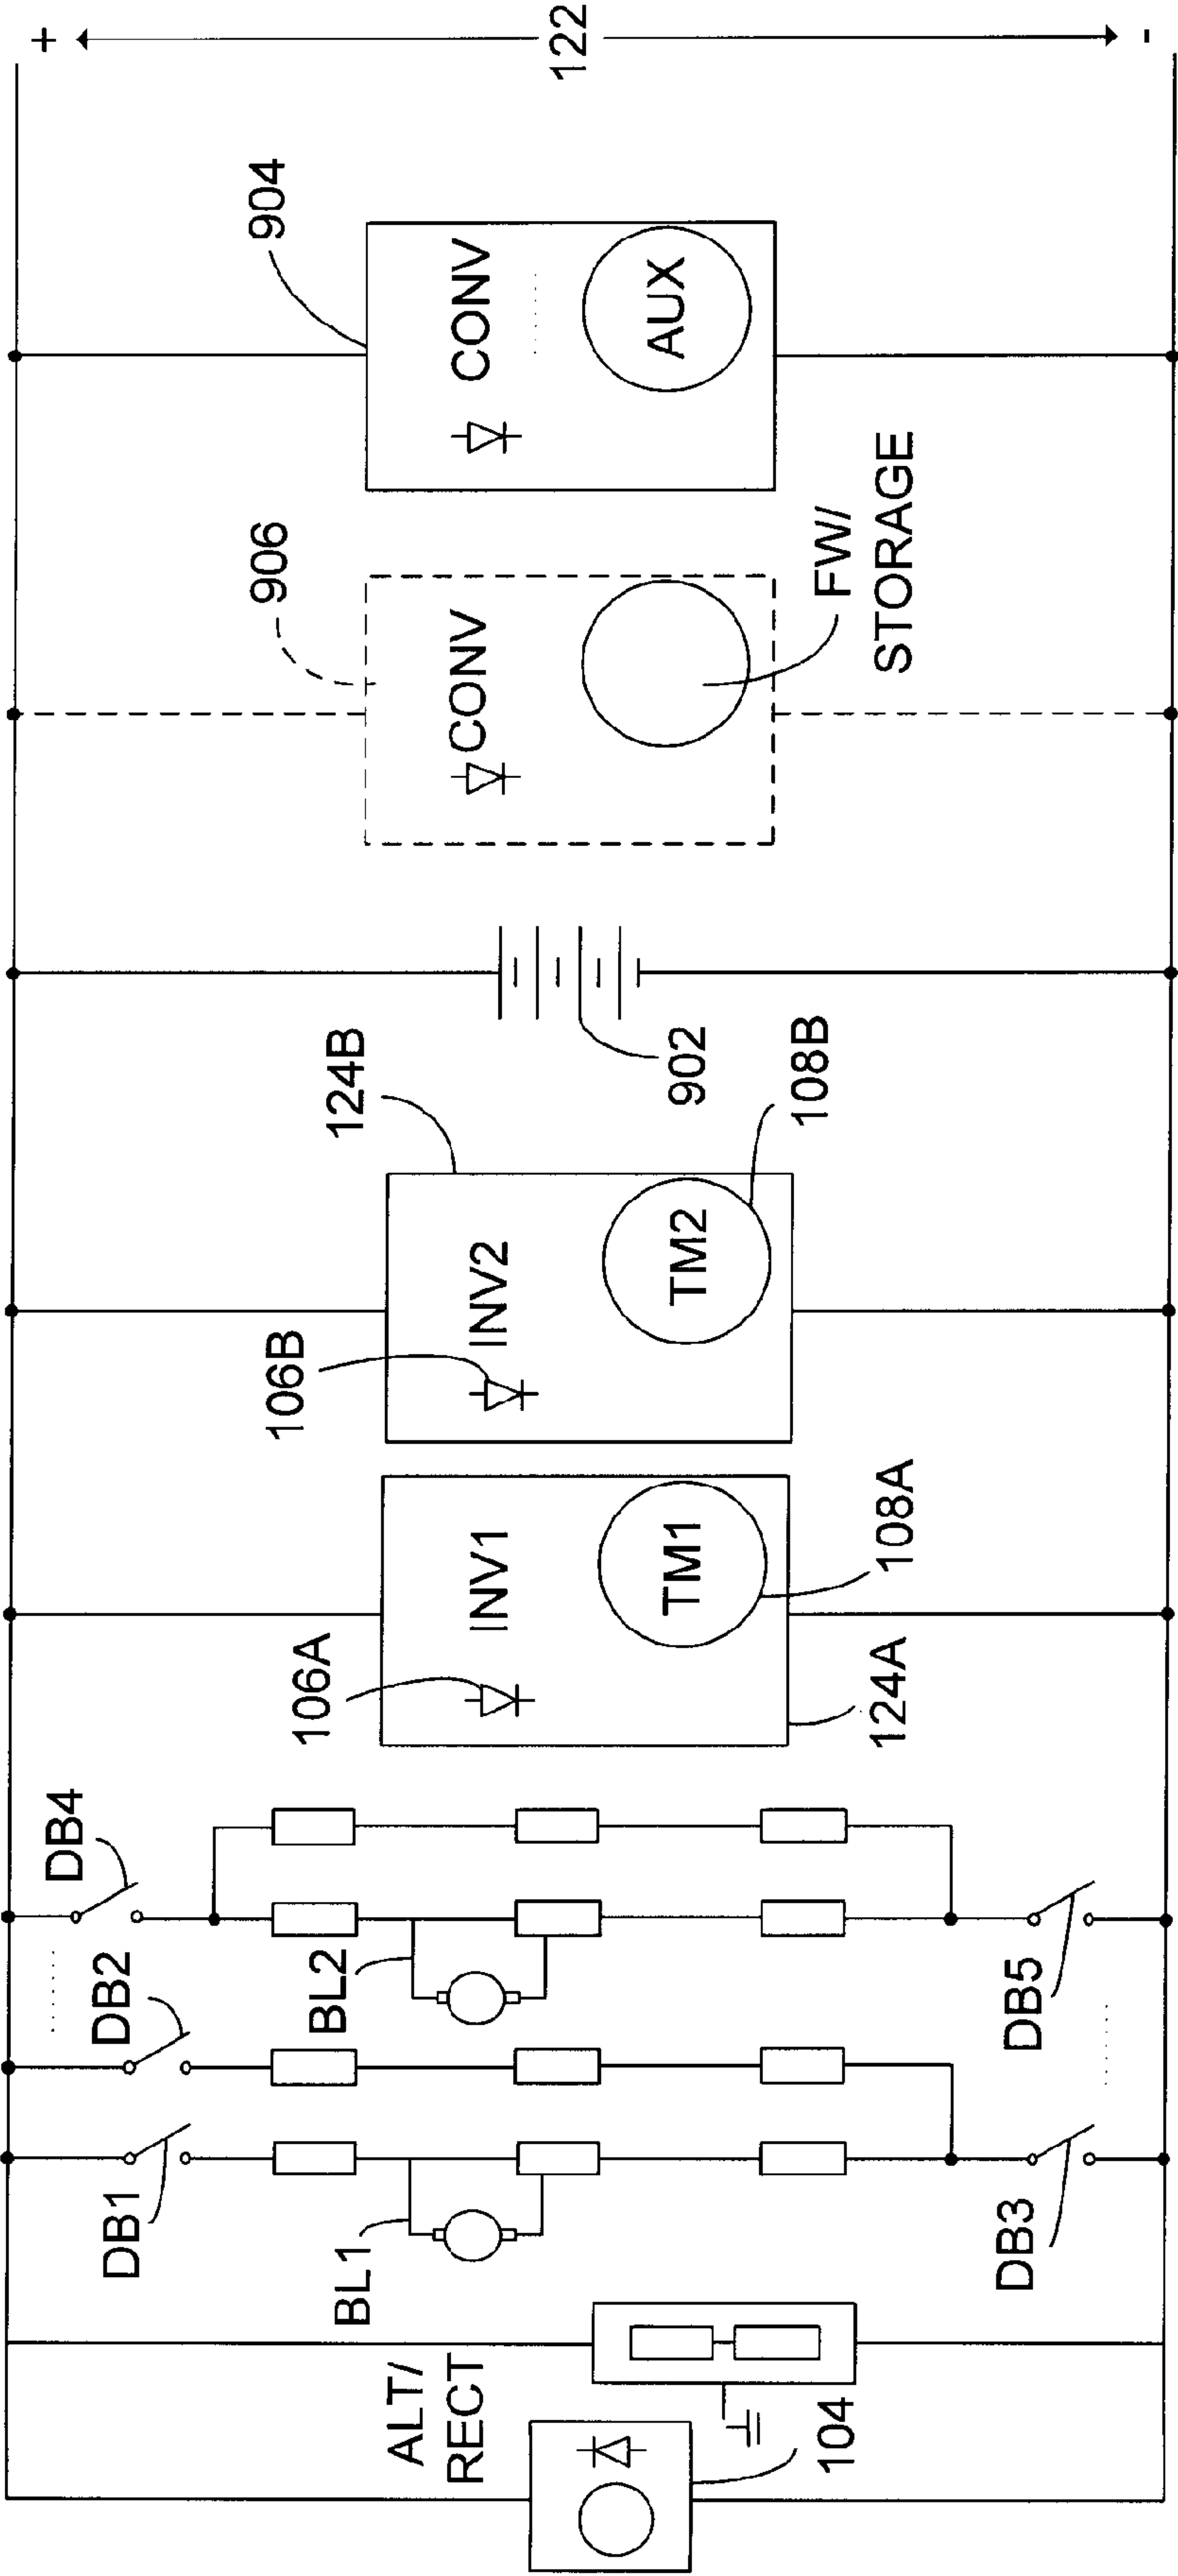 ALT/
RECT
104
BL1
DB1
DB2
DB3
BL2
DB4
DB5
106A
INV1
TM1
108A
124A
106B
INV2
TM2
108B
124B
902
906
CONV
FW/
STORAGE
904
CONV
AUX
+
122
-